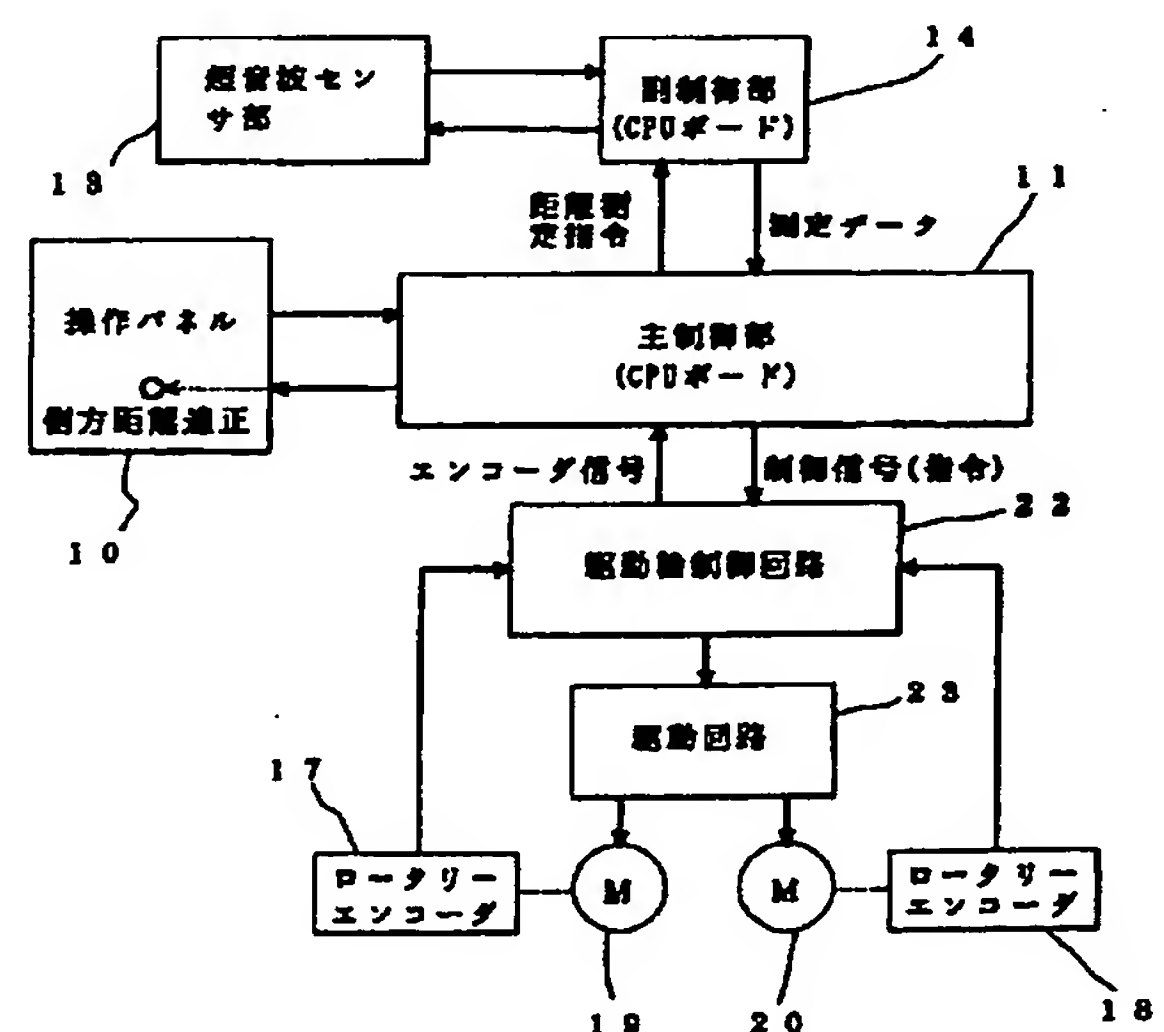 超音波セン
サ部
副制御部
(CPUボード)
14
13
距離測
定指令
測定データ
11
操作パネル
側方距離適正
主制御部
(CPUボード)
10
エンコーダ信号
制御信号(指令)
22
駆動輪制御回路
23
駆動回路
17
ロータリー
エンコーダ
M
M
ロータリー
エンコーダ
19
20
18